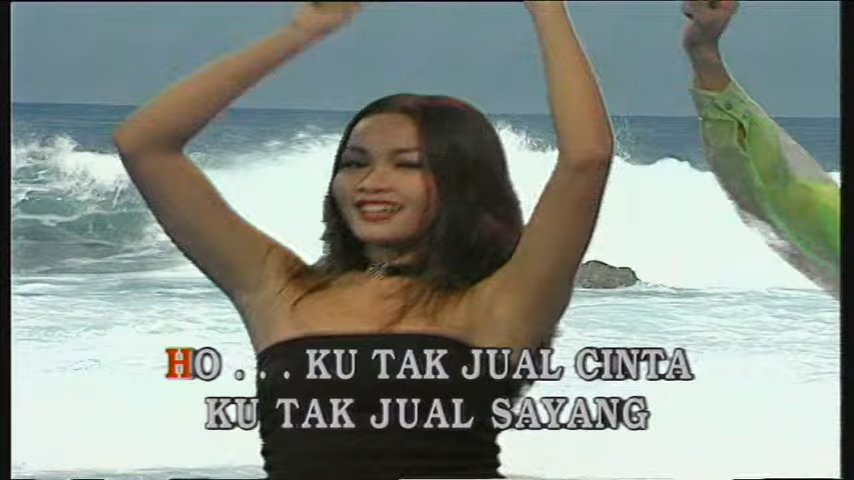 HO . . . KU TAK JUAL CINTA
KU TAK JUAL SAYANG